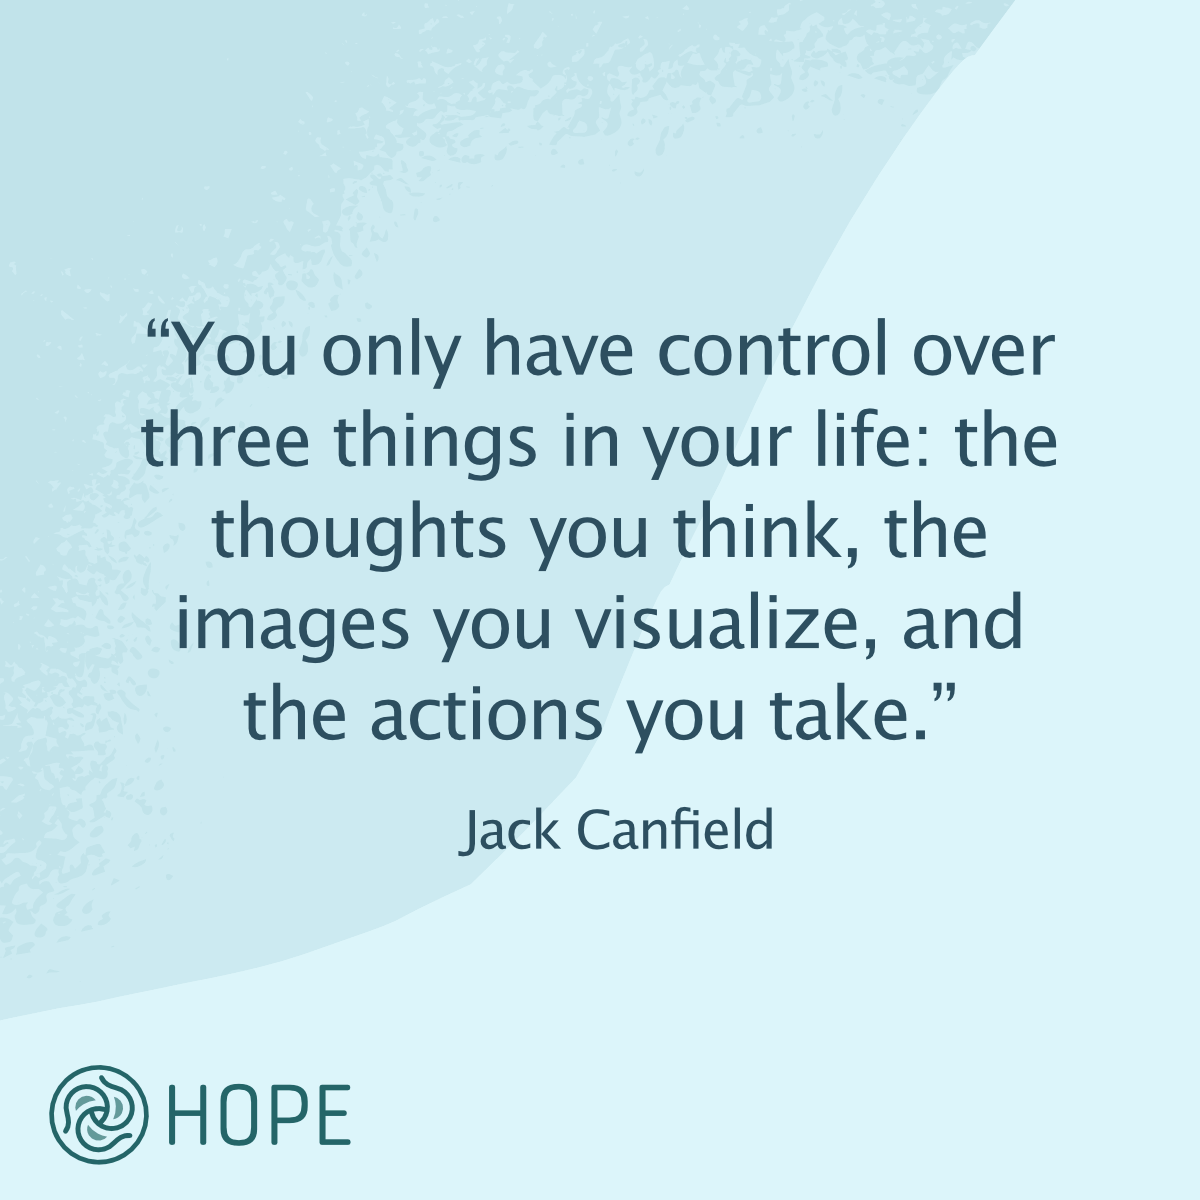 “You only have control over
three things in your life: the
thoughts you think, the
images you visualize, and
the actions you take.”
Jack Canfield
HOPE